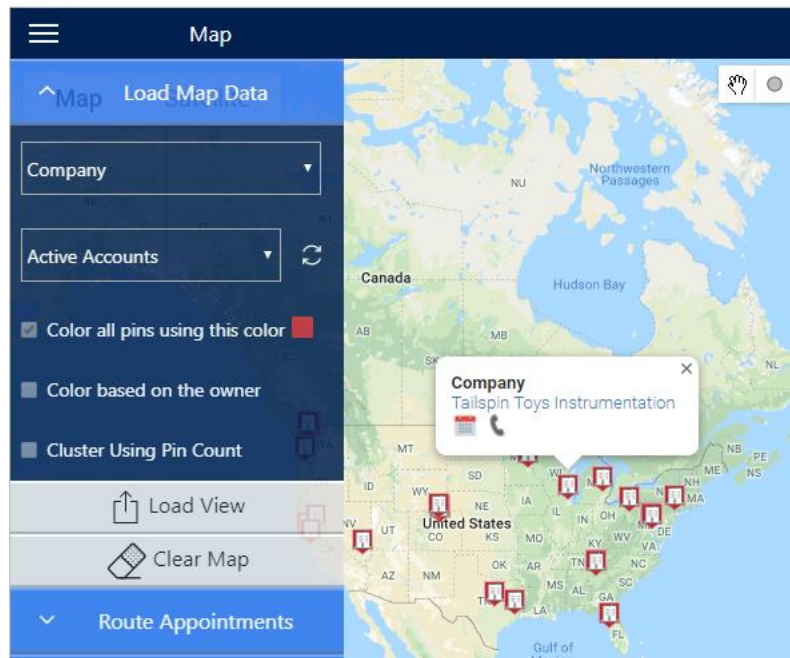 Map
Load Map Data
Map
Company
Active Accounts
Color all pins using this color
Color based on the owner
Cluster Using Pin Count
Load View
Clear Map
Route Appointments
Northwestern
Passages
NU
Canada
Hudson Bay
AB
MB
SK
NL
Company
Tailspin Toys Instrumentation
MT
NB
PE
ME
NS
ID
SD
WI
NH
WY
NE
IA
MA
NV
UT
United States
IL
IN
OH
DE
CO
KS
MO
KY
WV
VA
AZ
NM
OK
AR
TN
NC
MS
AL
SC
GA
LA
FL
Gulf of